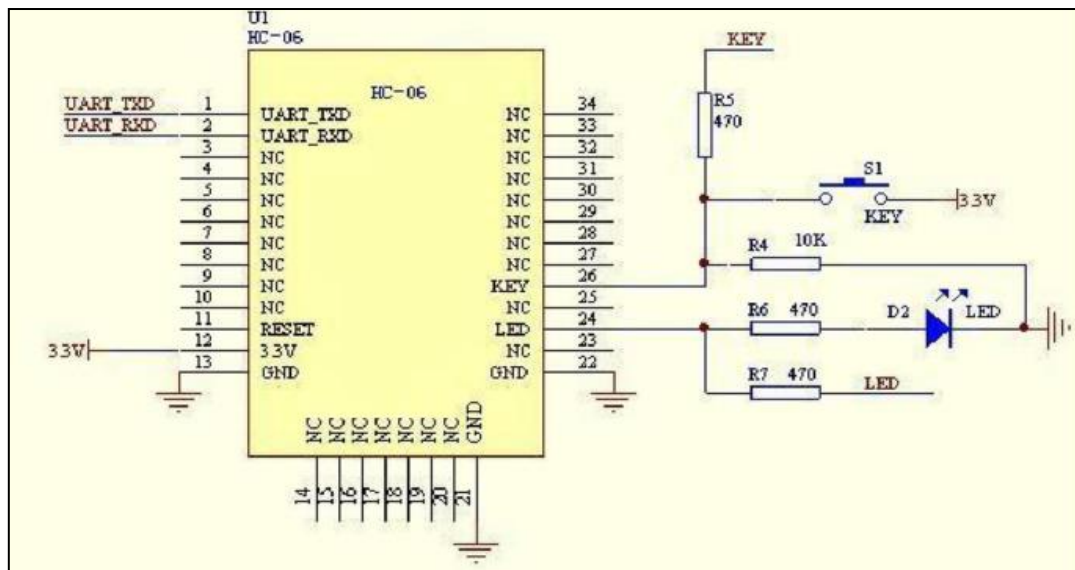 U1
HC-06
HC-06
UART_TXD
UART_RXD
1
2
3
4
5
6
7
8
9
10
11
12
13
UART_TXD
UART_RXD
NC
NC
NC
NC
NC
NC
NC
NC
RESET
33V
GND
33V
NC
NC
NC
NC
NC
NC
NC
NC
KEY
NC
LED
NC
GND
34
33
32
31
30
29
28
27
26
25
24
23
22
NC
NC
NC
NC
NC
NC
NC
GND
14
15
16
17
18
19
20
21
KEY
R5
470
S1
KEY
33V
R4 10K
R6 470
D2 LED
R7 470
LED